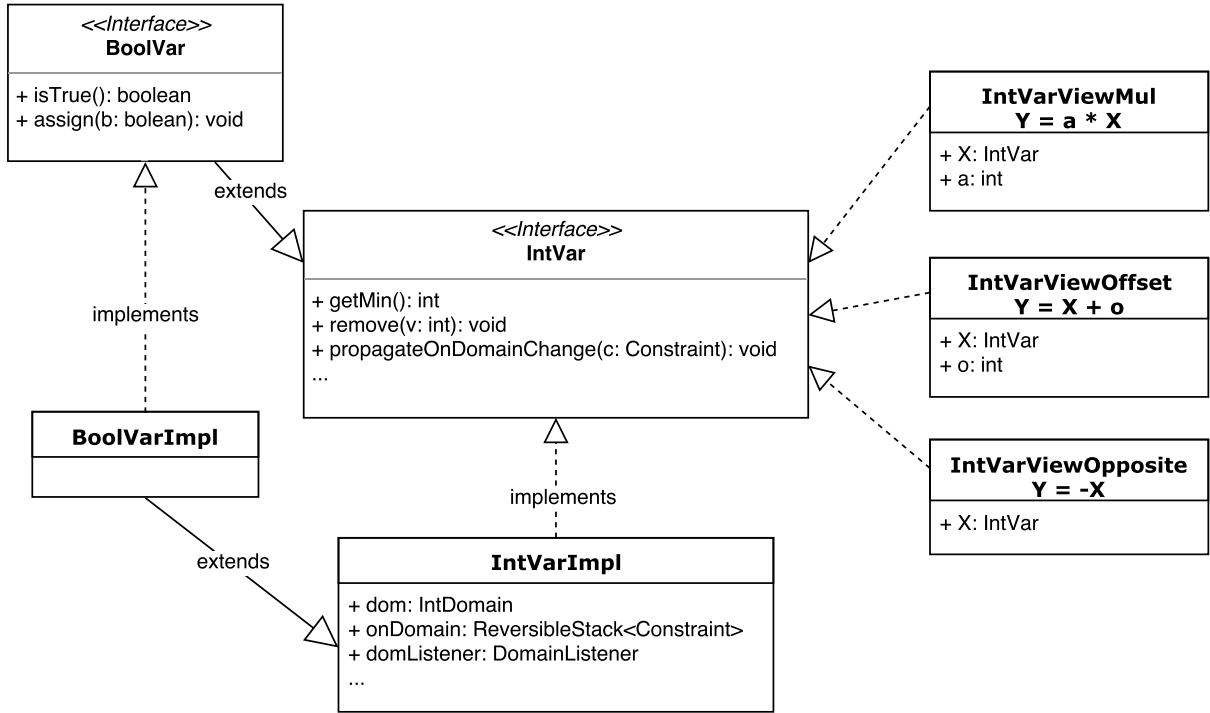 <<Interface>>
BoolVar
+ isTrue(): boolean
+ assign(b: bolean): void
extends
implements
BoolVarImpl
extends
<<Interface>>
IntVar
+ getMin(): int
+ remove(v: int): void
+ propagateOnDomainChange(c: Constraint): void
...
implements
IntVarImpl
+ dom: IntDomain
+ onDomain: ReversibleStack<Constraint>
+ domListener: DomainListener
...
IntVarViewMul
Y = a * X
+ X: IntVar
+ a: int
IntVarViewOffset
Y = X + o
+ X: IntVar
+ o: int
IntVarViewOpposite
Y = -X
+ X: IntVar